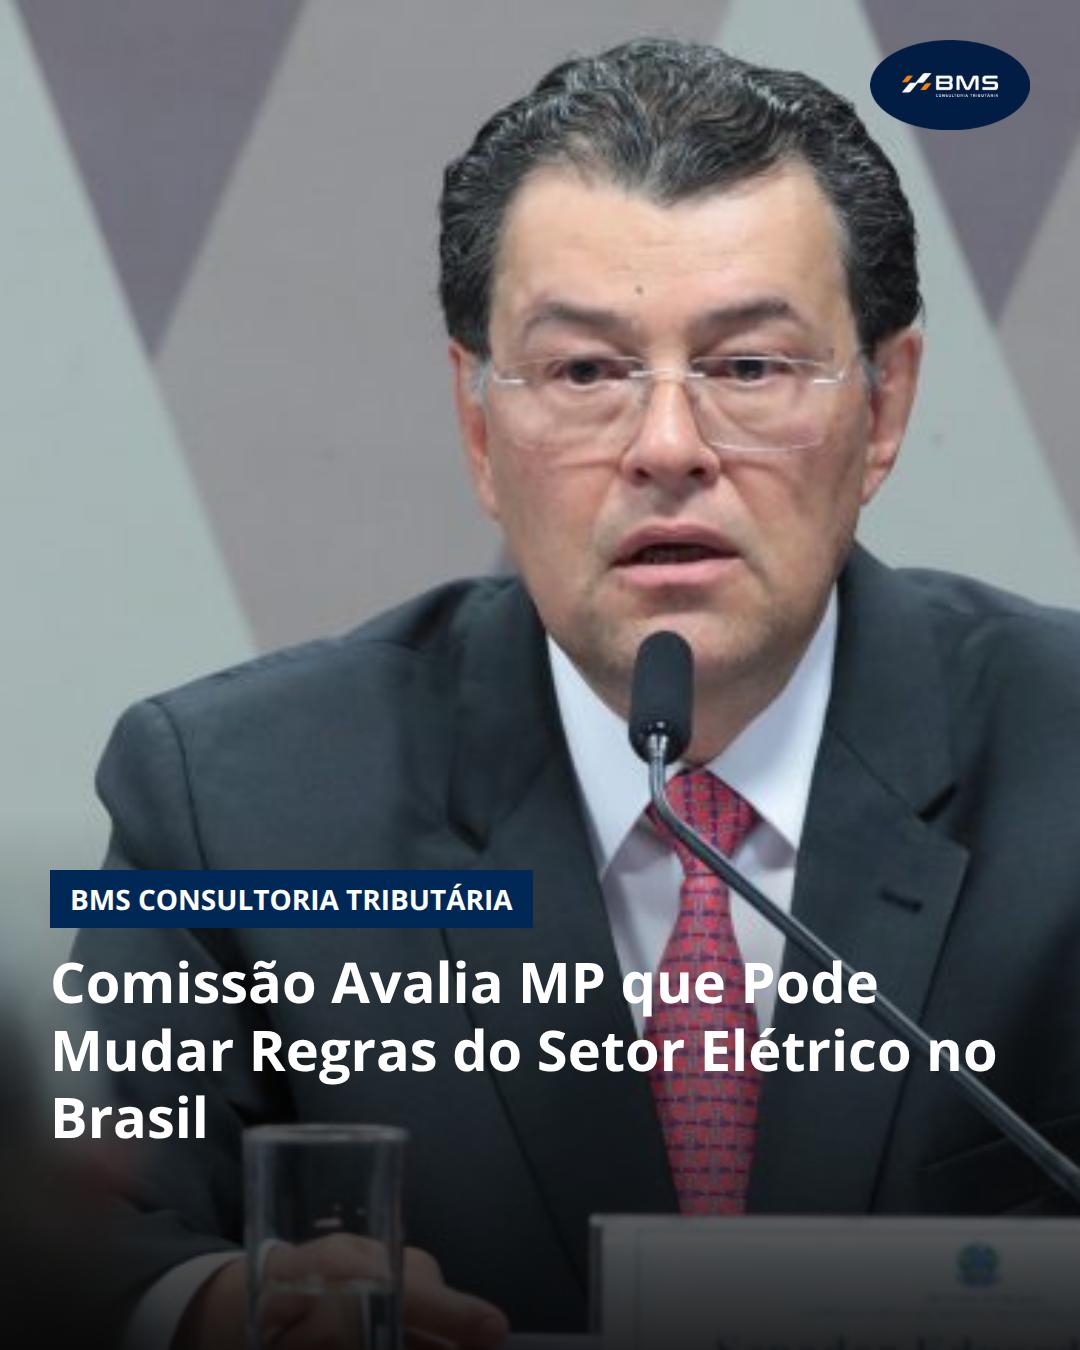 BMS
CONSULTORIA TRIBUTÁRIA
BMS CONSULTORIA TRIBUTÁRIA
Comissão Avalia MP que Pode
Mudar Regras do Setor Elétrico no
Brasil